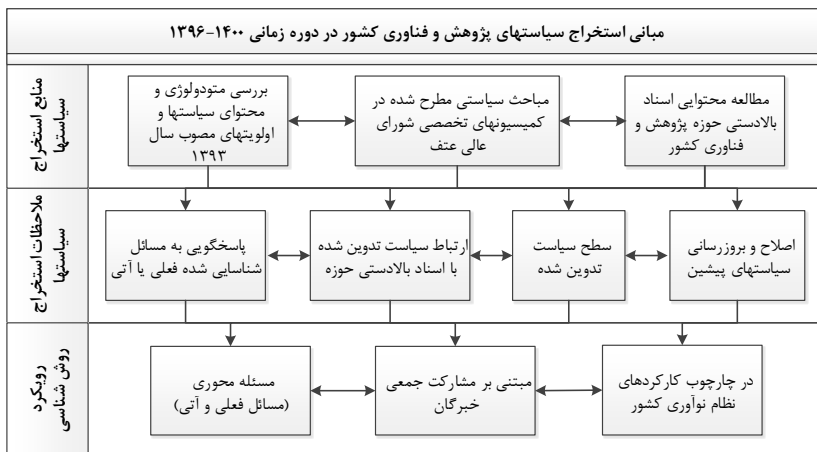 مبانی استخراج سیاستهای پژوهش و فناوری کشور در دوره زمانی ۱۴۰۰-۱۳۹۶
منابع استخراج
سیاستها
مطالعه محتوایی اسناد
بالادستی حوزه پژوهش و
فناوری کشور
مباحث سیاستی مطرح شده در
کمیسیونهای تخصصی شورای
عالی عتف
بررسی متودولوژی و
محتوای سیاستها و
اولویتهای مصوب سال
۱۳۹۳
ملاحظات استخراج
سیاستها
اصلاح و بروزرسانی
سیاستهای پیشین
سطح سیاست
تدوین شده
ارتباط سیاست تدوین شده
با اسناد بالادستی حوزه
پاسخگویی به مسائل
شناسایی شده فعلی یا آتی
رویکرد
روش شناسی
در چارچوب کارکردهای
نظام نوآوری کشور
مبتنی بر مشارکت جمعی
خبرگان
مسئله محوری
(مسائل فعلی و آتی)